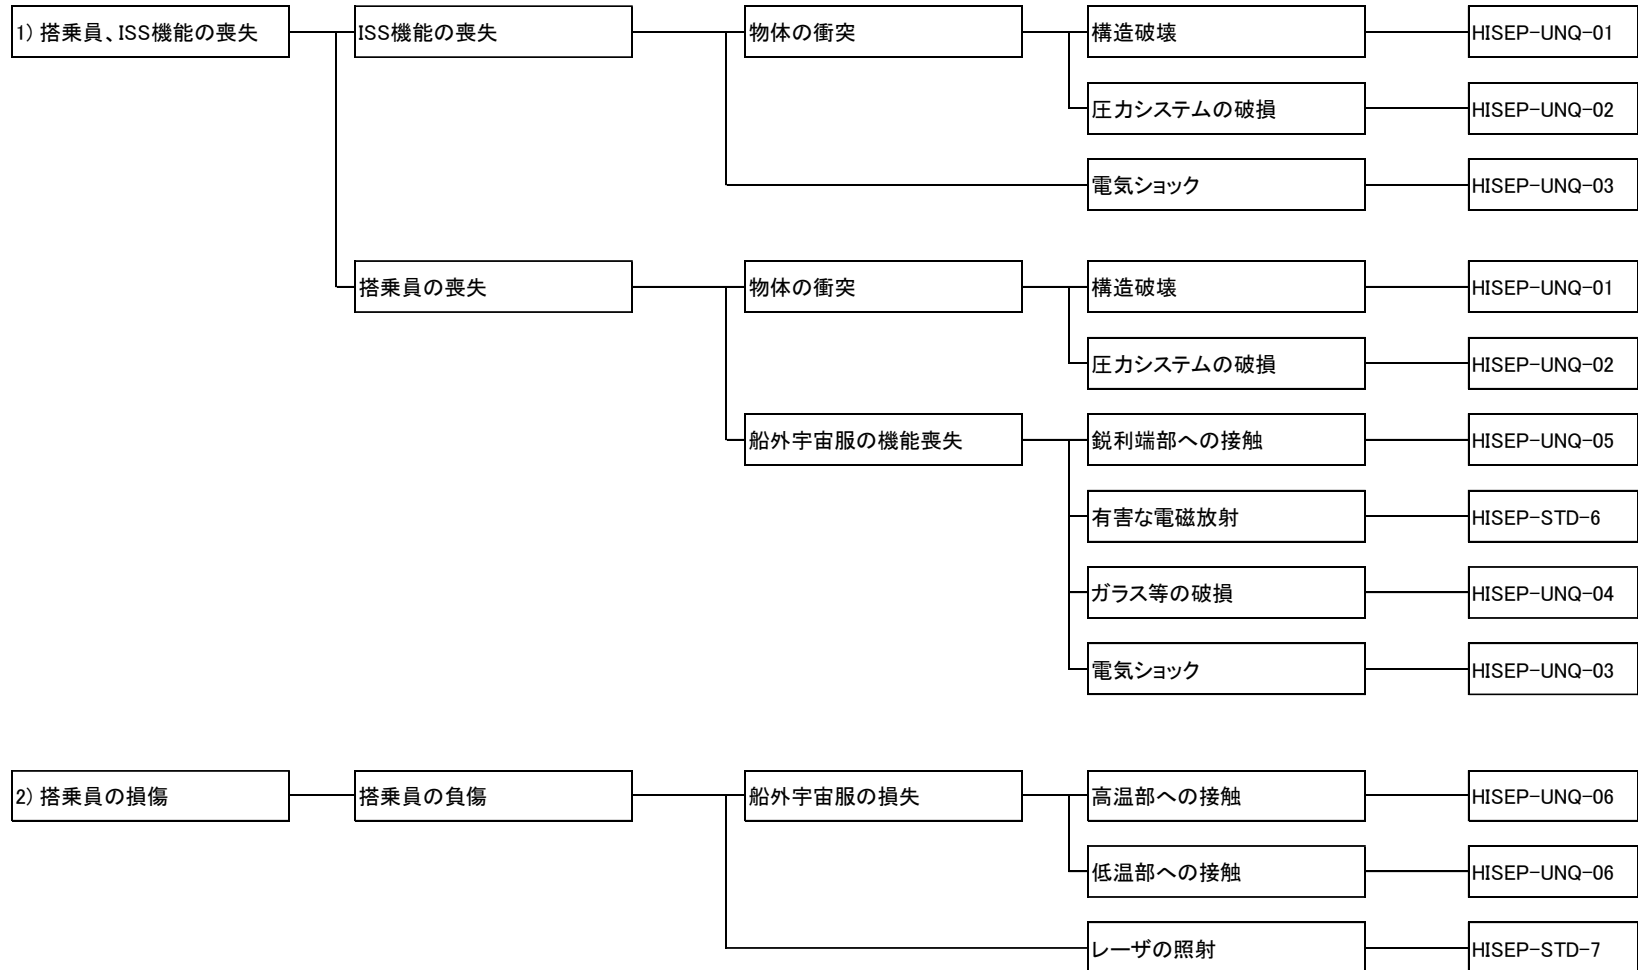 1) 搭乗員、ISS機能の喪失
ISS機能の喪失
物体の衝突
構造破壊
HISEP-UNQ-01
圧力システムの破損
HISEP-UNQ-02
電気ショック
HISEP-UNQ-03
搭乗員の喪失
物体の衝突
構造破壊
HISEP-UNQ-01
圧力システムの破損
HISEP-UNQ-02
船外宇宙服の機能喪失
鋭利端部への接触
HISEP-UNQ-05
有害な電磁放射
HISEP-STD-6
ガラス等の破損
HISEP-UNQ-04
電気ショック
HISEP-UNQ-03
2) 搭乗員の損傷
搭乗員の負傷
船外宇宙服の損失
高温部への接触
HISEP-UNQ-06
低温部への接触
HISEP-UNQ-06
レーザの照射
HISEP-STD-7